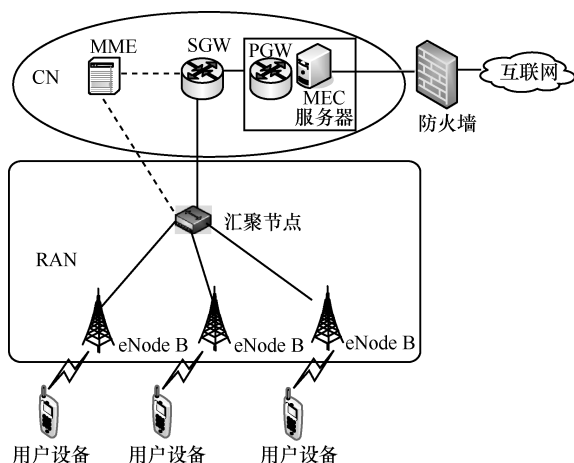 MME
SGW
PGW
CN
MEC
服务器
互联网
防火墙
汇聚节点
RAN
eNode B
eNode B
eNode B
用户设备
用户设备
用户设备